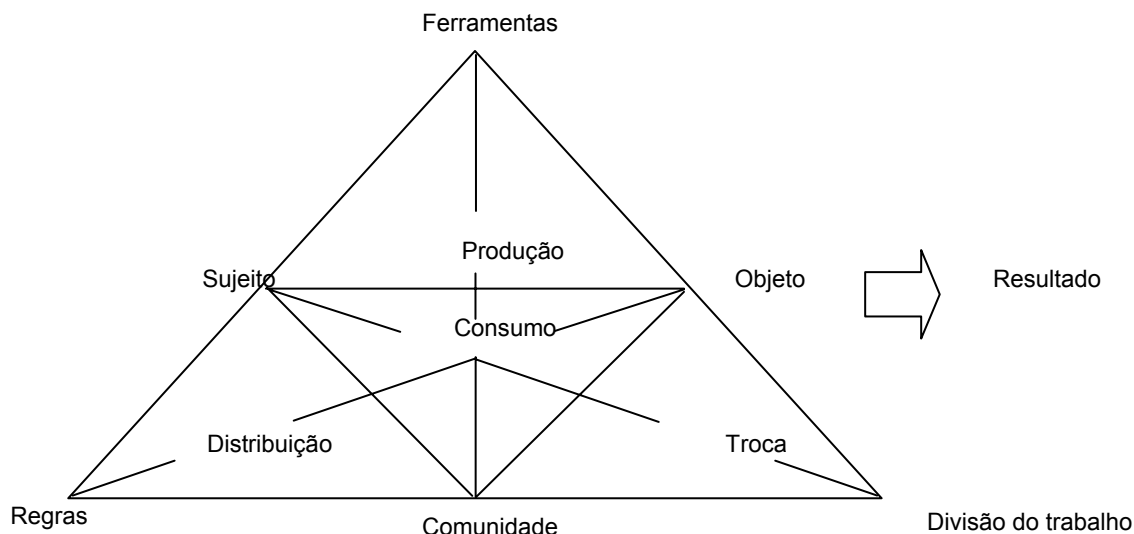 Ferramentas
Produção
Sujeito
Objeto
Resultado
Consumo
Distribuição
Troca
Regras
Comunidade
Divisão do trabalho